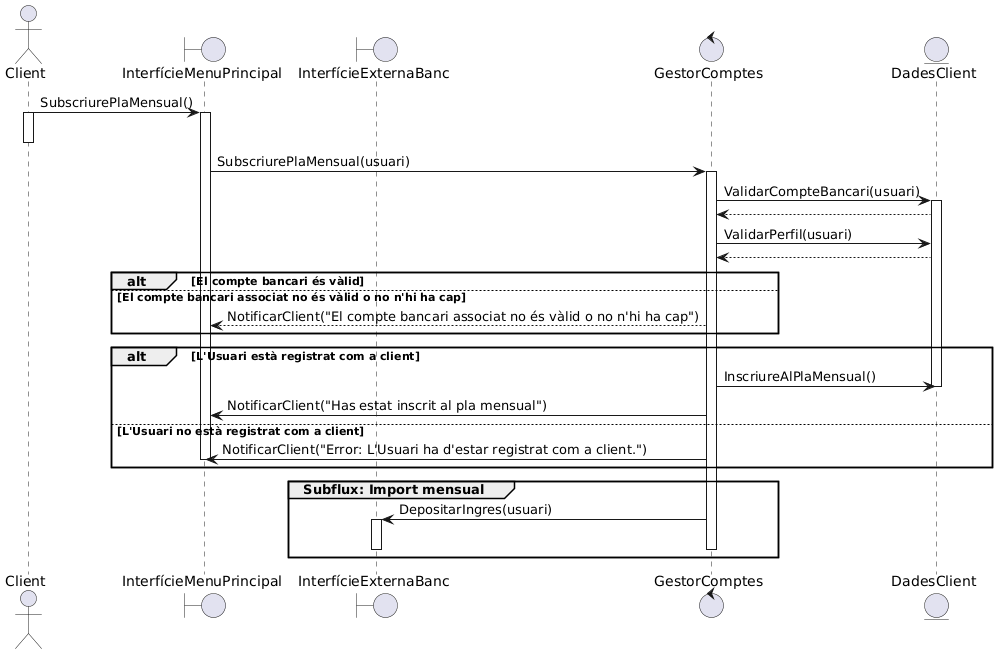 Client
InterfícieMenuPrincipal
InterfícieExternaBanc
GestorComptes
DadesClient
SubscriurePlaMensual()
SubscriurePlaMensual(usuari)
ValidarCompteBancari(usuari)
ValidarPerfil(usuari)
alt [El compte bancari és vàlid]
[El compte bancari associat no és vàlid o no n'hi ha cap]
NotificarClient("El compte bancari associat no és vàlid o no n'hi ha cap")
alt [L'Usuari està registrat com a client]
InscriureAlPlaMensual()
NotificarClient("Has estat inscrit al pla mensual")
[L'Usuari no està registrat com a client]
NotificarClient("Error: L'Usuari ha d'estar registrat com a client.")
Subflux: Import mensual
DepositarIngres(usuari)
Client
InterfícieMenuPrincipal
InterfícieExternaBanc
GestorComptes
DadesClient